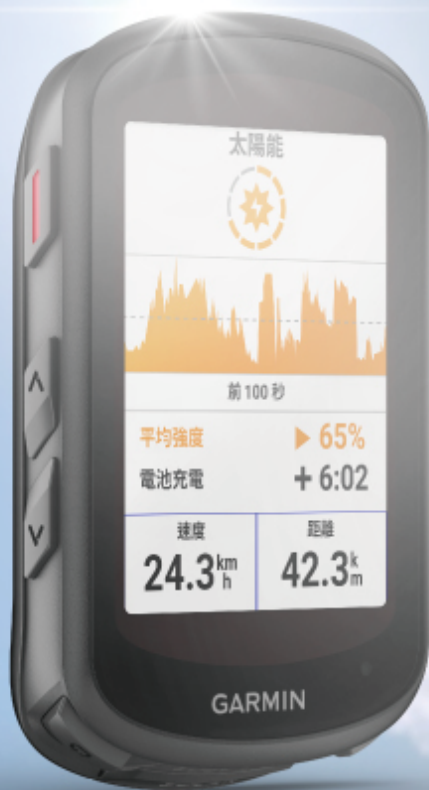 太陽能
前 100 秒
平均強度 ▶ 65%
電池充電 + 6:02
速度 距離
24.3 km/h 42.3 km
GARMIN